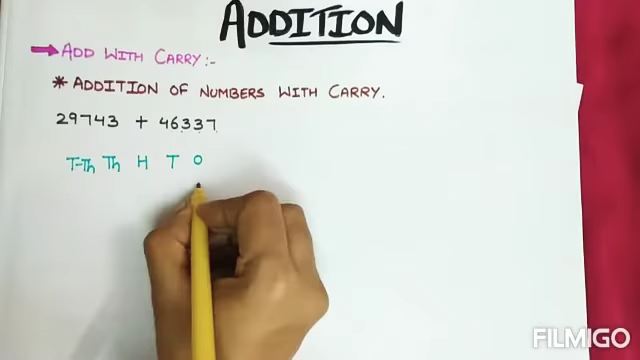 ADDITION
ADD WITH CARRY:-
* ADDITION OF NUMBERS WITH CARRY.
29743 + 46337
T-Th Th H T O
FILMIGO